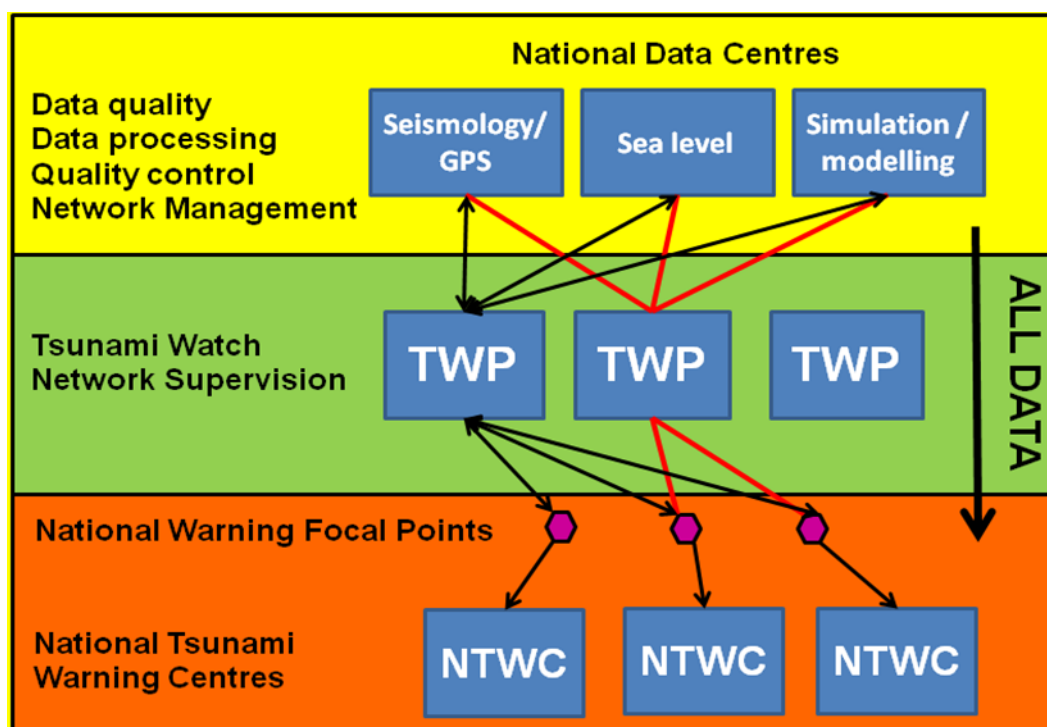 National Data Centres
Data quality
Data processing
Quality control
Network Management
Seismology/
GPS
Sea level
Simulation /
modelling
Tsunami Watch
Network Supervision
TWP
TWP
TWP
ALL DATA
National Warning Focal Points
National Tsunami
Warning Centres
NTWC
NTWC
NTWC